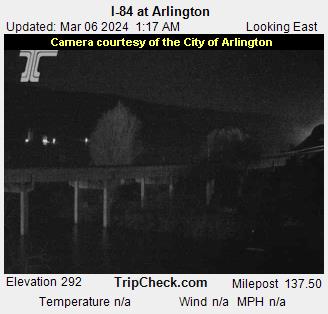 I-84 at Arlington
Updated: Mar 06 2024 1:17 AM Looking East
Camera courtesy of the City of Arlington
Elevation 292 TripCheck.com Milepost 137.50
Temperature n/a Wind n/a MPH n/a